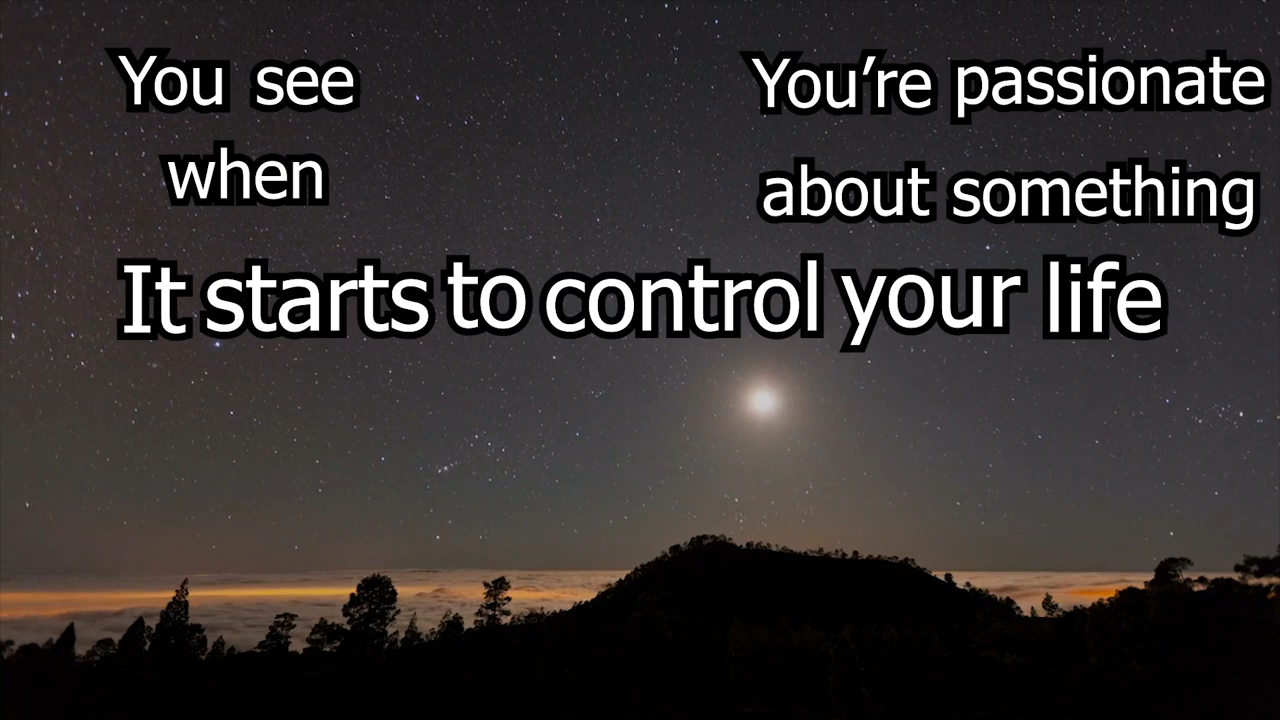 You see
when
You’re passionate
about something
It starts to control your life